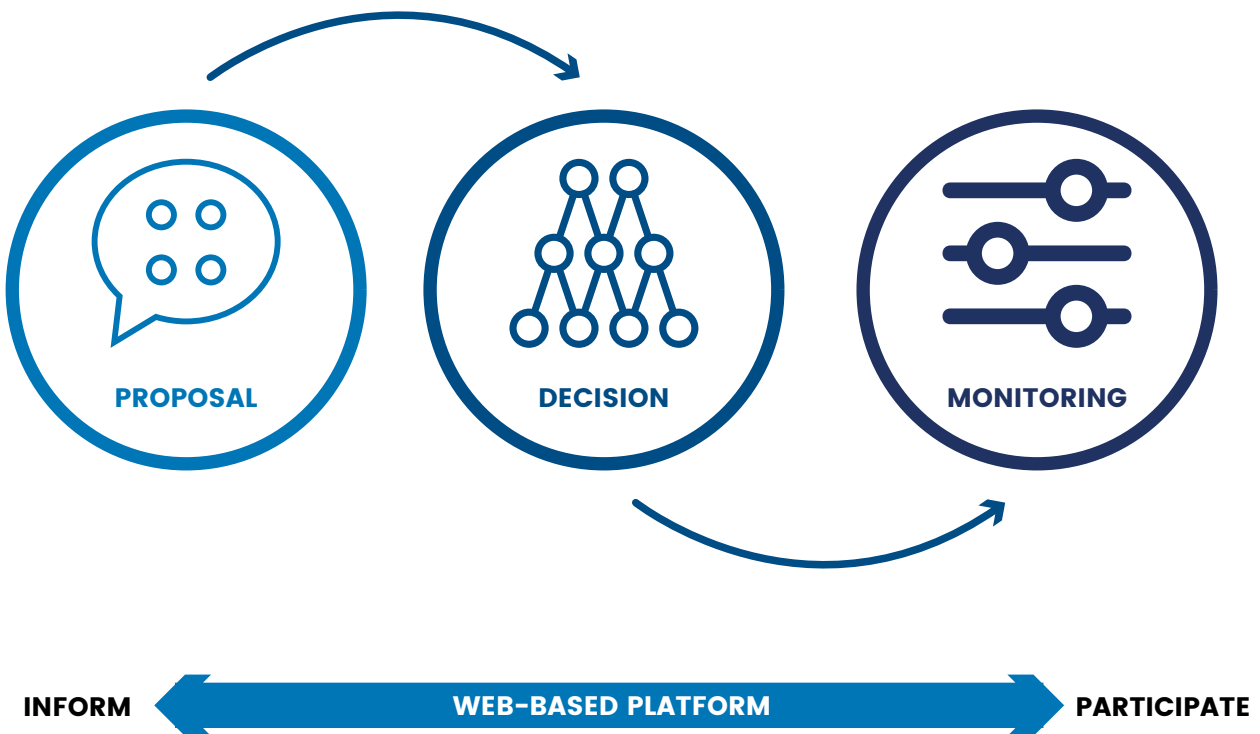 PROPOSAL
DECISION
MONITORING
INFORM
WEB-BASED PLATFORM
PARTICIPATE